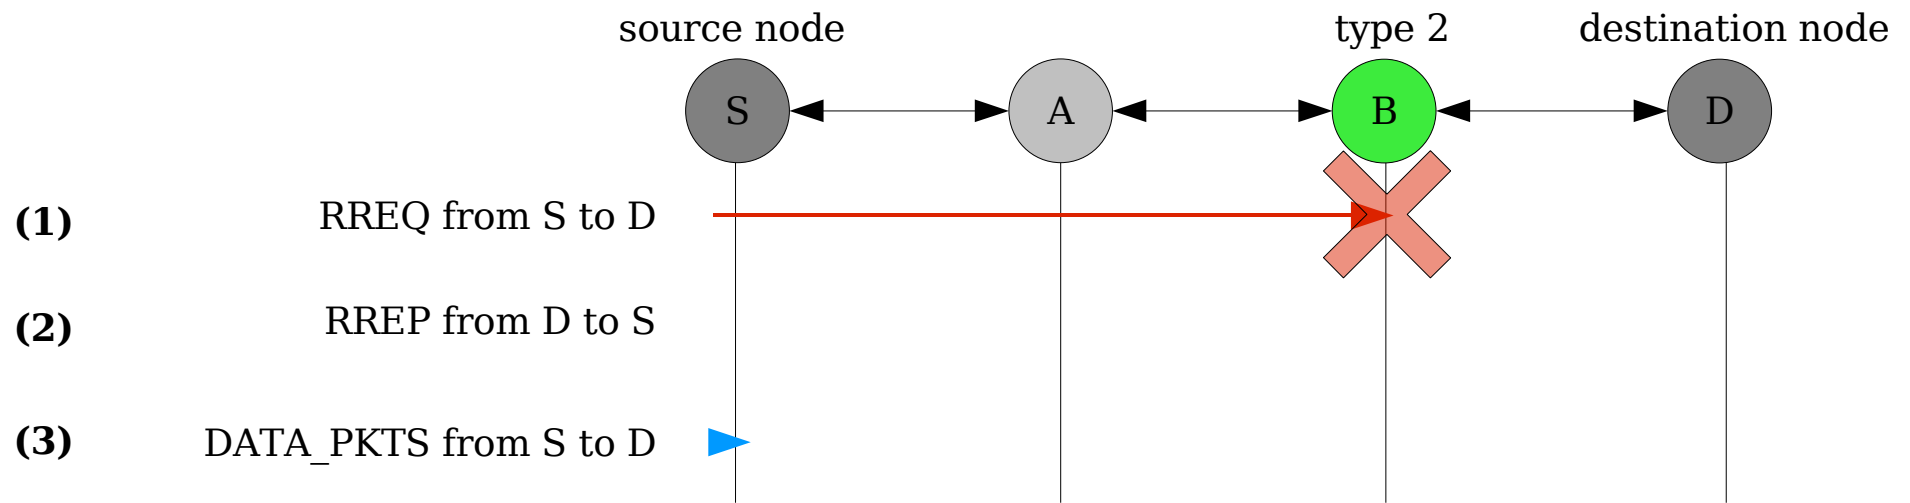 source node
type 2
destination node
S
A
B
D
(1)
RREQ from S to D
(2)
RREP from D to S
(3)
DATA_PKTS from S to D